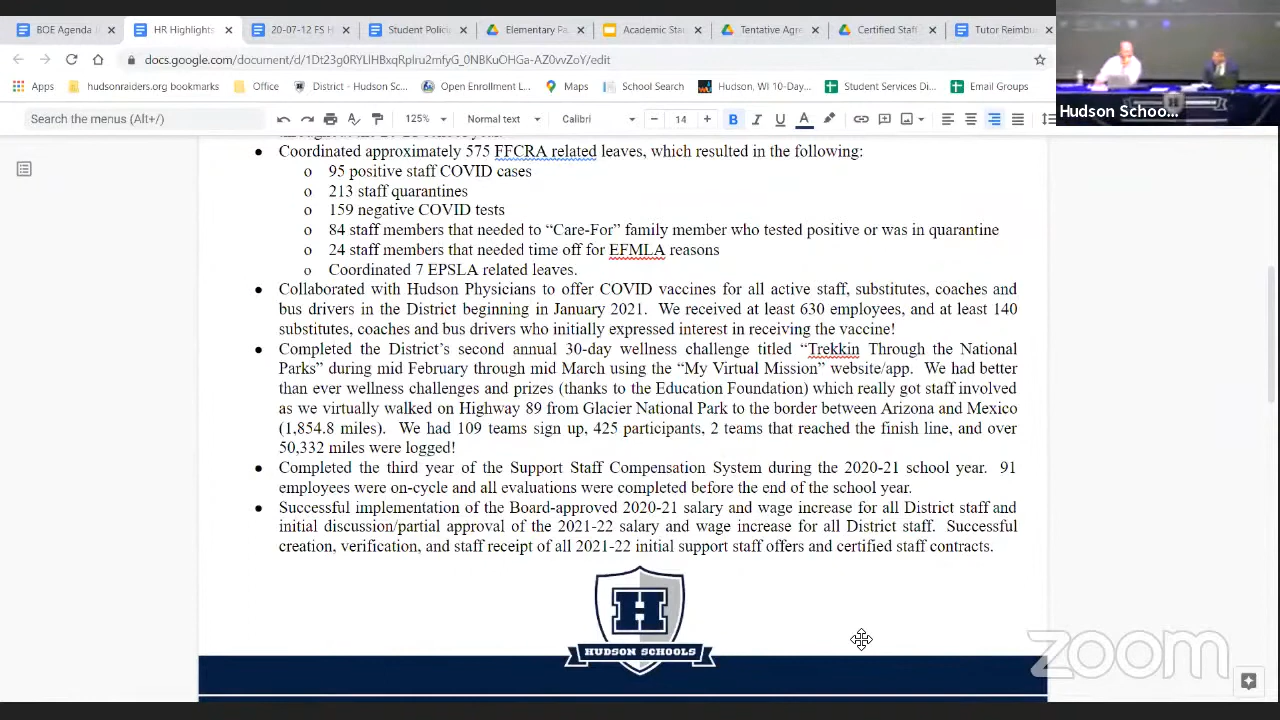 BOE Agenda
HR Highlights
20-07-12 FS H
Student Polici
Elementary Pa
Academic Stan
Tentative Agre
Certified Staff
Tutor Reimbu
docs.google.com/document/d/
/edit
Apps
hudsonraiders.org bookmarks
Office
District - Hudson Sc...
Open Enrollment L...
Maps
School Search
Hudson, WI 10-Day...
Student Services Di...
Email Groups
Hudson Schoo...
Search the menus (Alt+/)
125%
Normal text
Calibri
14
B I U A
Coordinated approximately 575 FFCRA related leaves, which resulted in the following:
o 95 positive staff COVID cases
o 213 staff quarantines
o 159 negative COVID tests
o 84 staff members that needed to “Care-For” family member who tested positive or was in quarantine
o 24 staff members that needed time off for EFMLA reasons
o Coordinated 7 EPSLA related leaves.
Collaborated with Hudson Physicians to offer COVID vaccines for all active staff, substitutes, coaches and
bus drivers in the District beginning in January 2021. We received at least 630 employees, and at least 140
substitutes, coaches and bus drivers who initially expressed interest in receiving the vaccine!
Completed the District’s second annual 30-day wellness challenge titled “Trekkin Through the National
Parks” during mid February through mid March using the “My Virtual Mission” website/app. We had better
than ever wellness challenges and prizes (thanks to the Education Foundation) which really got staff involved
as we virtually walked on Highway 89 from Glacier National Park to the border between Arizona and Mexico
(1,854.8 miles). We had 109 teams sign up, 425 participants, 2 teams that reached the finish line, and over
50,332 miles were logged!
Completed the third year of the Support Staff Compensation System during the 2020-21 school year. 91
employees were on-cycle and all evaluations were completed before the end of the school year.
Successful implementation of the Board-approved 2020-21 salary and wage increase for all District staff and
initial discussion/partial approval of the 2021-22 salary and wage increase for all District staff. Successful
creation, verification, and staff receipt of all 2021-22 initial support staff offers and certified staff contracts.
H
HUDSON SCHOOLS
zoom